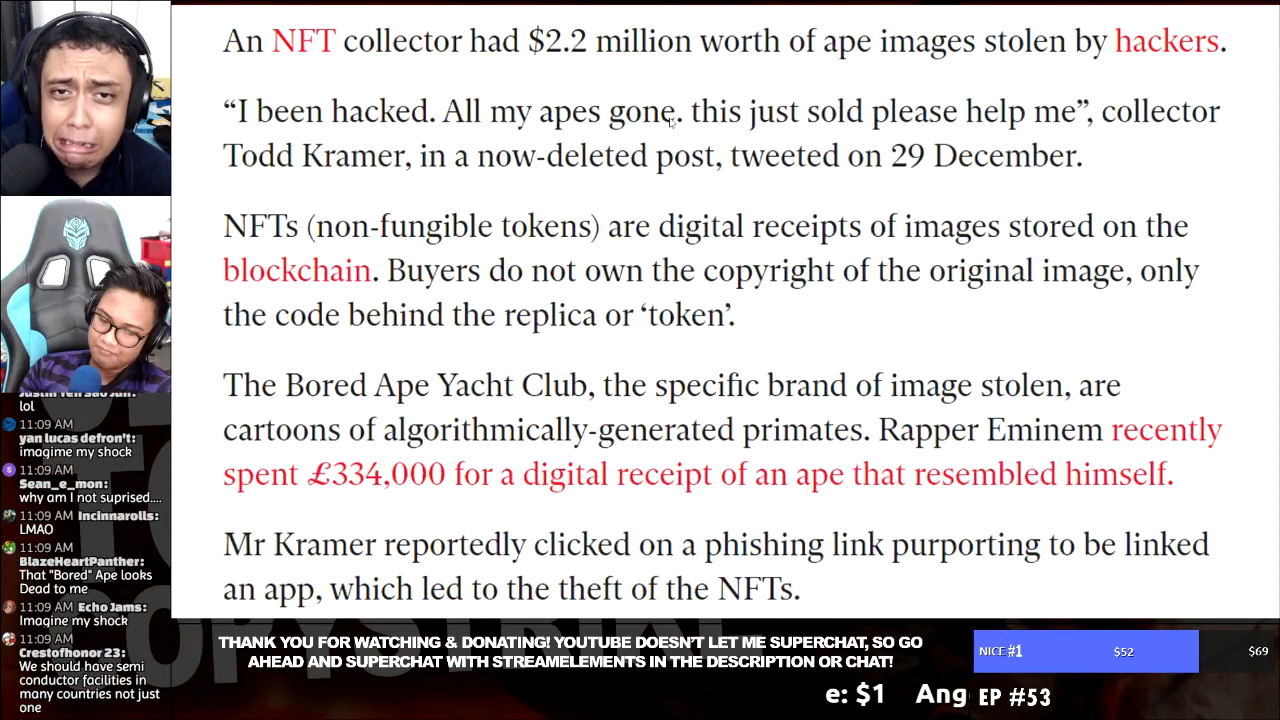 An NFT collector had $2.2 million worth of ape images stolen by hackers.
“I been hacked. All my apes gone. this just sold please help me”, collector
Todd Kramer, in a now-deleted post, tweeted on 29 December.
NFTs (non-fungible tokens) are digital receipts of images stored on the
blockchain. Buyers do not own the copyright of the original image, only
the code behind the replica or ‘token’.
The Bored Ape Yacht Club, the specific brand of image stolen, are
cartoons of algorithmically-generated primates. Rapper Eminem recently
spent £334,000 for a digital receipt of an ape that resembled himself.
Mr Kramer reportedly clicked on a phishing link purporting to be linked
an app, which led to the theft of the NFTs.
lol
11:09 AM
yan lucas defron't:
imagime my shock
11:09 AM
Sean_e_mon:
why am I not suprised....
11:09 AM Incinnarolls:
LMAO
11:09 AM
BlazeHeartPanther:
That "Bored" Ape looks
Dead to me
11:09 AM Echo Jams:
Imagine my shock
11:09 AM
Crestofhonor 23:
We should have semi
conductor facilities in
many countries not just
one
THANK YOU FOR WATCHING & DONATING! YOUTUBE DOESN'T LET ME SUPERCHAT, SO GO
AHEAD AND SUPERCHAT WITH STREAMELEMENTS IN THE DESCRIPTION OR CHAT!
NICE #1 $52 $69
e: $1 Ang EP #53